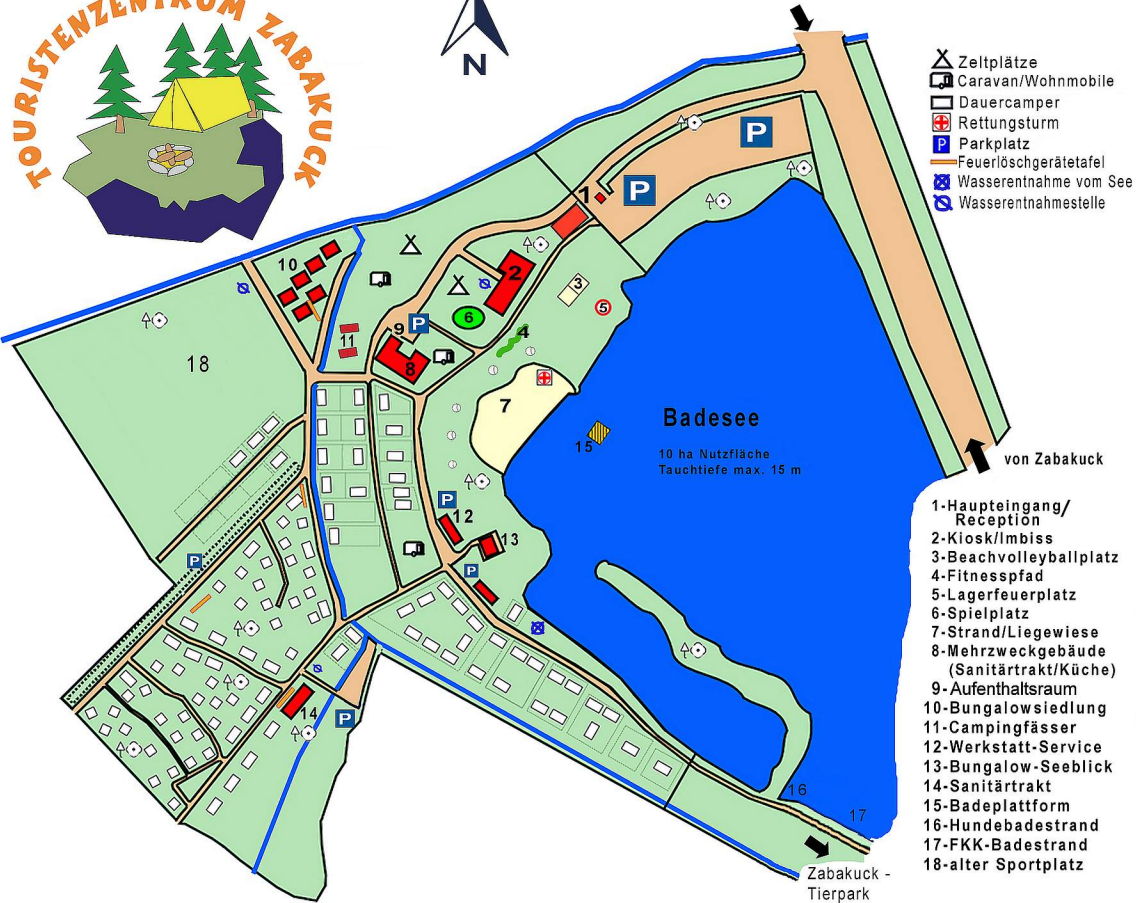 TOURISTENZENTRUM ZABAKUCK
N
Zeltplätze
Caravan/Wohnmobile
Dauercamper
Rettungsturm
P Parkplatz
Feuerlöschgerätetafel
Wasserentnahme vom See
Wasserentnahmestelle
P
P
1
10
2
3
5
6
4
P
9
11
8
18
7
Badesee
10 ha Nutzfläche
Tauchtiefe max. 15 m
15
von Zabakuck
P
12
13
P
P
14
P
16
17
1-Haupteingang/
Reception
2-Kiosk/Imbiss
3-Beachvolleyballplatz
4-Fitnesspfad
5-Lagerfeuerplatz
6-Spielplatz
7-Strand/Liegewiese
8-Mehrzweckgebäude
(Sanitärtrakt/Küche)
9-Aufenthaltsraum
10-Bungalowsiedlung
11-Campingfässer
12-Werkstatt-Service
13-Bungalow-Seeblick
14-Sanitärtrakt
15-Badeplattform
16-Hundebadestrand
17-FKK-Badestrand
18-alter Sportplatz
Zabakuck -
Tierpark